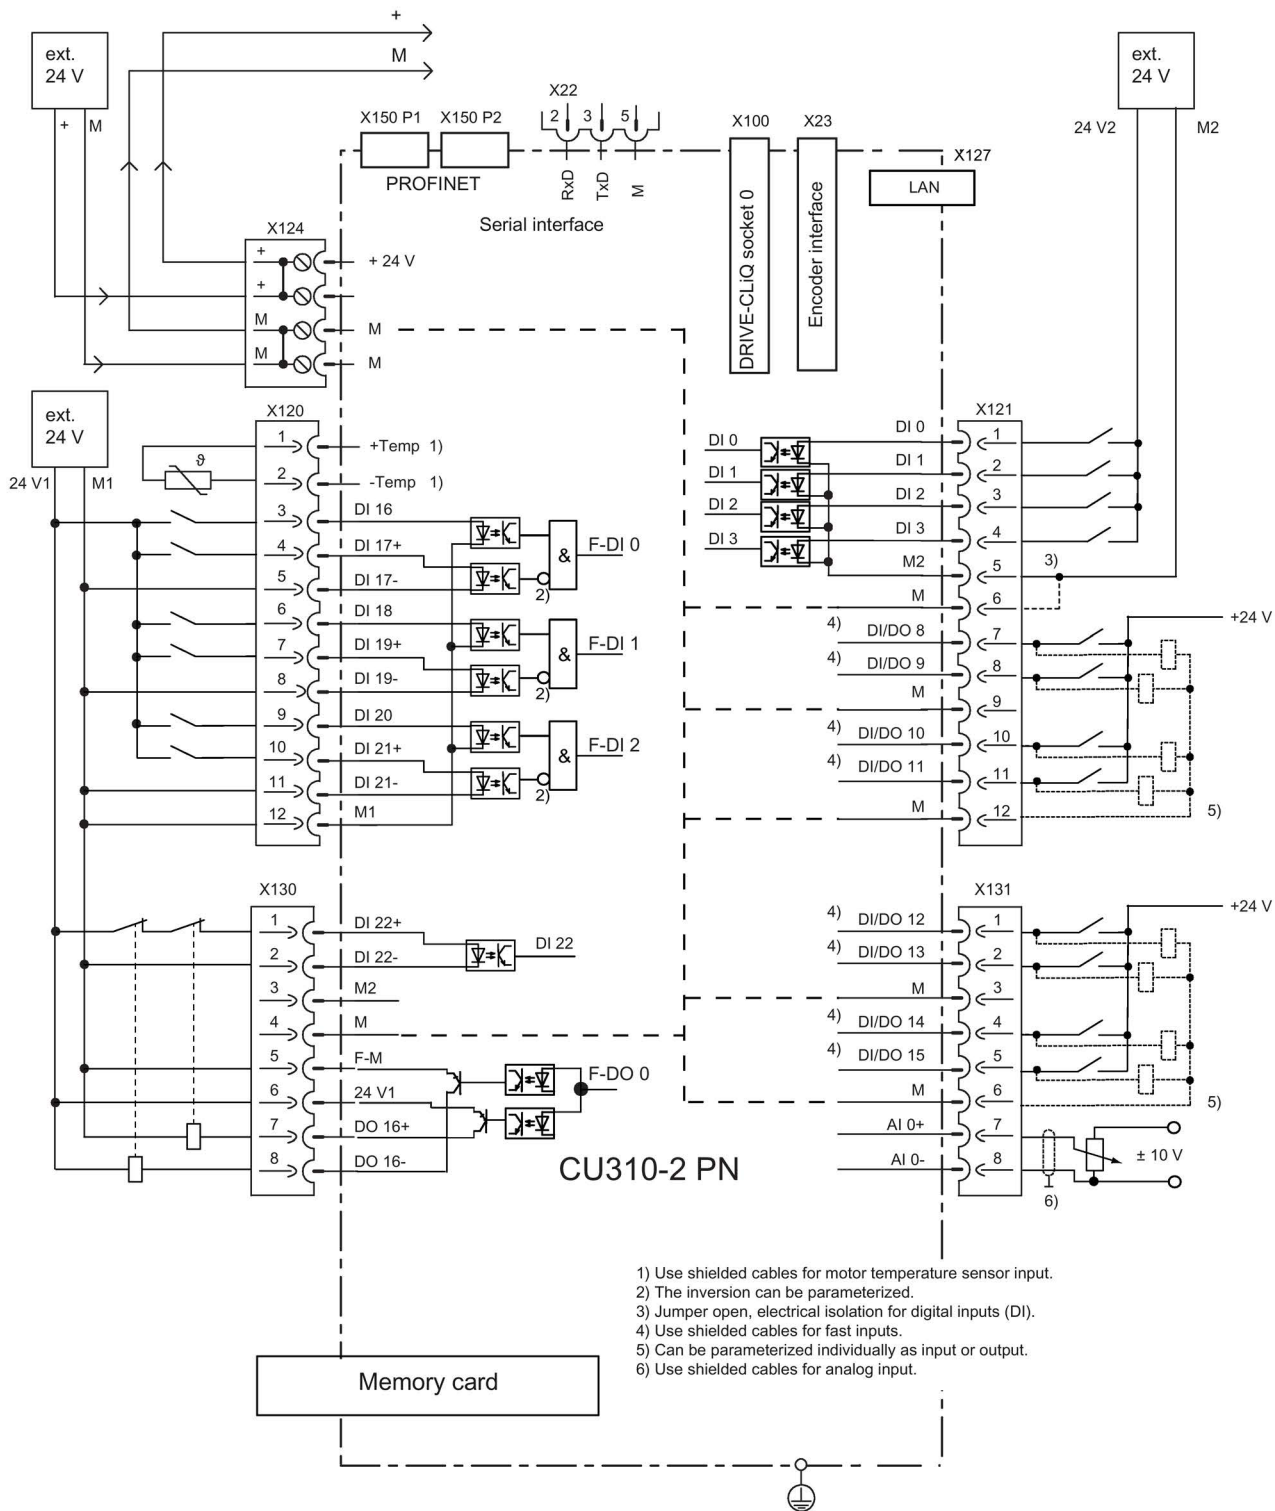 +
M
ext.
24 V
+ M
X22
2 3 5
RxD
TxD
M
X150 P1 X150 P2
PROFINET
Serial interface
X100
DRIVE-CLiQ socket 0
X23
Encoder interface
X127
LAN
ext.
24 V
24 V2
M2
X124
+
+ 24 V
+
M
M
M
M
ext.
24 V
24 V1
M1
X120
ϑ
1
+Temp 1)
2
-Temp 1)
3
DI 16
4
DI 17+
5
DI 17-
&
F-DI 0
2)
6
DI 18
7
DI 19+
8
DI 19-
&
F-DI 1
2)
9
DI 20
10
DI 21+
11
DI 21-
&
F-DI 2
2)
12
M1
X121
DI 0
DI 0
1
DI 1
DI 1
2
DI 2
DI 2
3
DI 3
DI 3
4
M2
5
3)
M
6
+24 V
4)
DI/DO 8
7
4)
DI/DO 9
8
M
9
4)
DI/DO 10
10
4)
DI/DO 11
11
M
12
5)
X130
1
DI 22+
2
DI 22-
DI 22
3
M2
4
M
5
F-M
6
24 V1
7
DO 16+
8
DO 16-
F-DO 0
X131
+24 V
4)
DI/DO 12
1
4)
DI/DO 13
2
M
3
4)
DI/DO 14
4
4)
DI/DO 15
5
M
6
5)
AI 0+
7
AI 0-
8
± 10 V
6)
CU310-2 PN
1) Use shielded cables for motor temperature sensor input.
2) The inversion can be parameterized.
3) Jumper open, electrical isolation for digital inputs (DI).
4) Use shielded cables for fast inputs.
5) Can be parameterized individually as input or output.
6) Use shielded cables for analog input.
Memory card